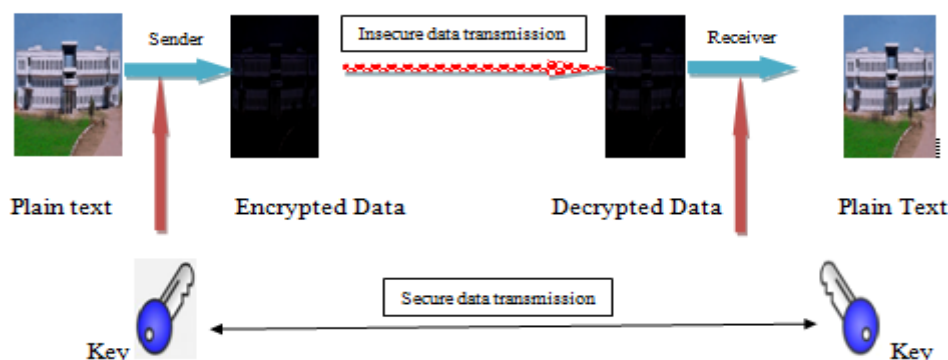 Sender
Insecure data transmission
Receiver
Plain text
Encrypted Data
Decrypted Data
Plain Text
Secure data transmission
Key
Key